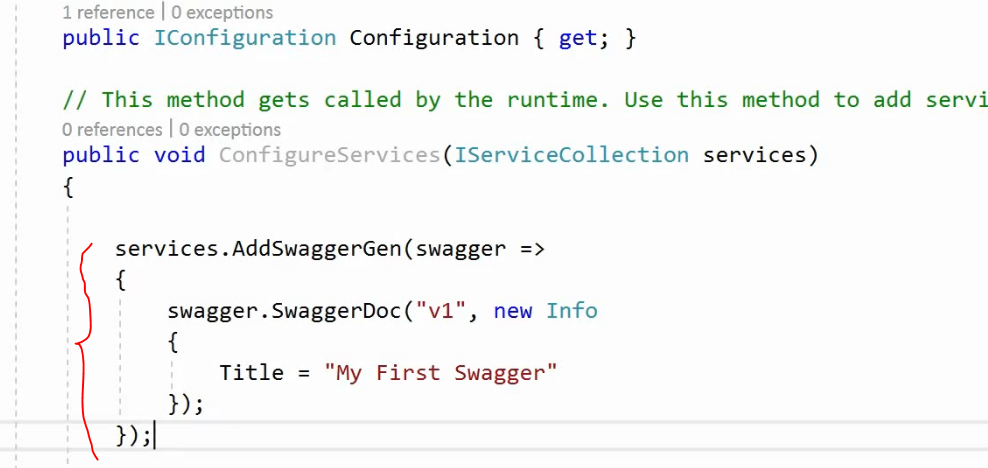 1 reference | 0 exceptions
public IConfiguration Configuration { get; }
// This method gets called by the runtime. Use this method to add servi
0 references | 0 exceptions
public void ConfigureServices(IServiceCollection services)
{
services.AddSwaggerGen(swagger =>
{
swagger.SwaggerDoc("v1", new Info
{
Title = "My First Swagger"
});
});